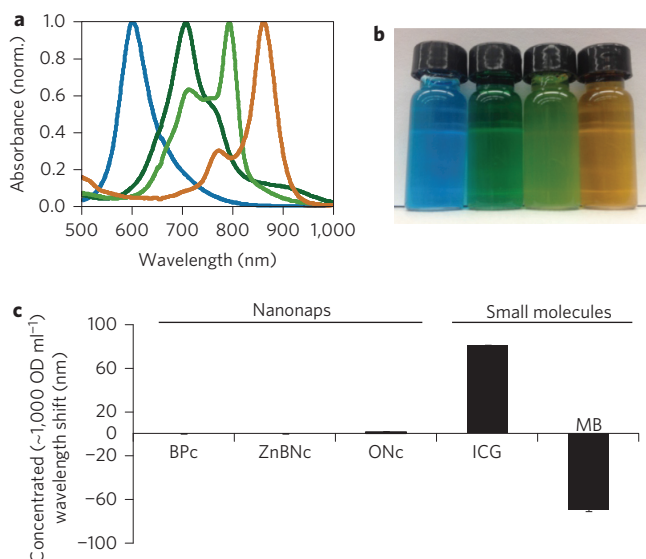 a
Absorbance (norm.)
1.0
0.8
0.6
0.4
0.2
0.0
500 600 700 800 900 1,000
Wavelength (nm)
b
c
Nanonaps Small molecules
Concentrated (~1,000 OD ml⁻¹)
wavelength shift (nm)
100
60
20
0
−20
−60
−100
BPc ZnBNc ONc ICG MB